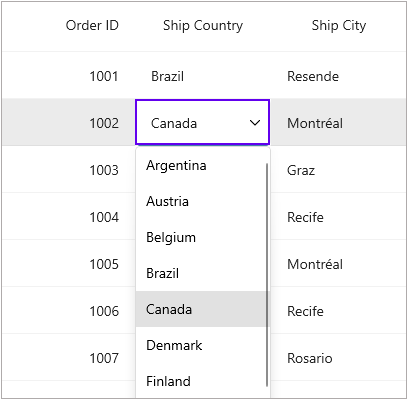 Order ID Ship Country Ship City
1001 Brazil Resende
1002 Canada Montréal
Argentina
1003 Graz
Austria
1004 Recife
Belgium
1005 Montréal
Brazil
1006 Recife
Canada
1007 Rosario
Denmark
Finland